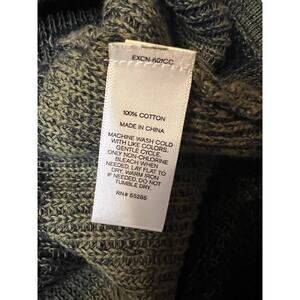 EXCN 601CC
100% COTTON
MADE IN CHINA
MACHINE WASH COLD
WITH LIKE COLORS.
GENTLE CYCLE.
ONLY NON-CHLORINE
BLEACH WHEN
NEEDED. LAY FLAT TO
DRY. WARM IRON
IF NEEDED. DO NOT
TUMBLE DRY.
RN# 55285